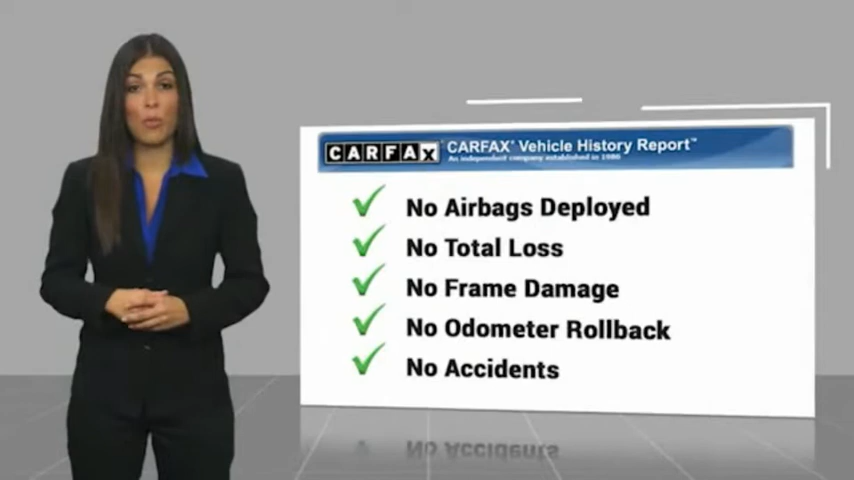 CARFAX CARFAX® Vehicle History Report™
An independent company established in 1986
No Airbags Deployed
No Total Loss
No Frame Damage
No Odometer Rollback
No Accidents